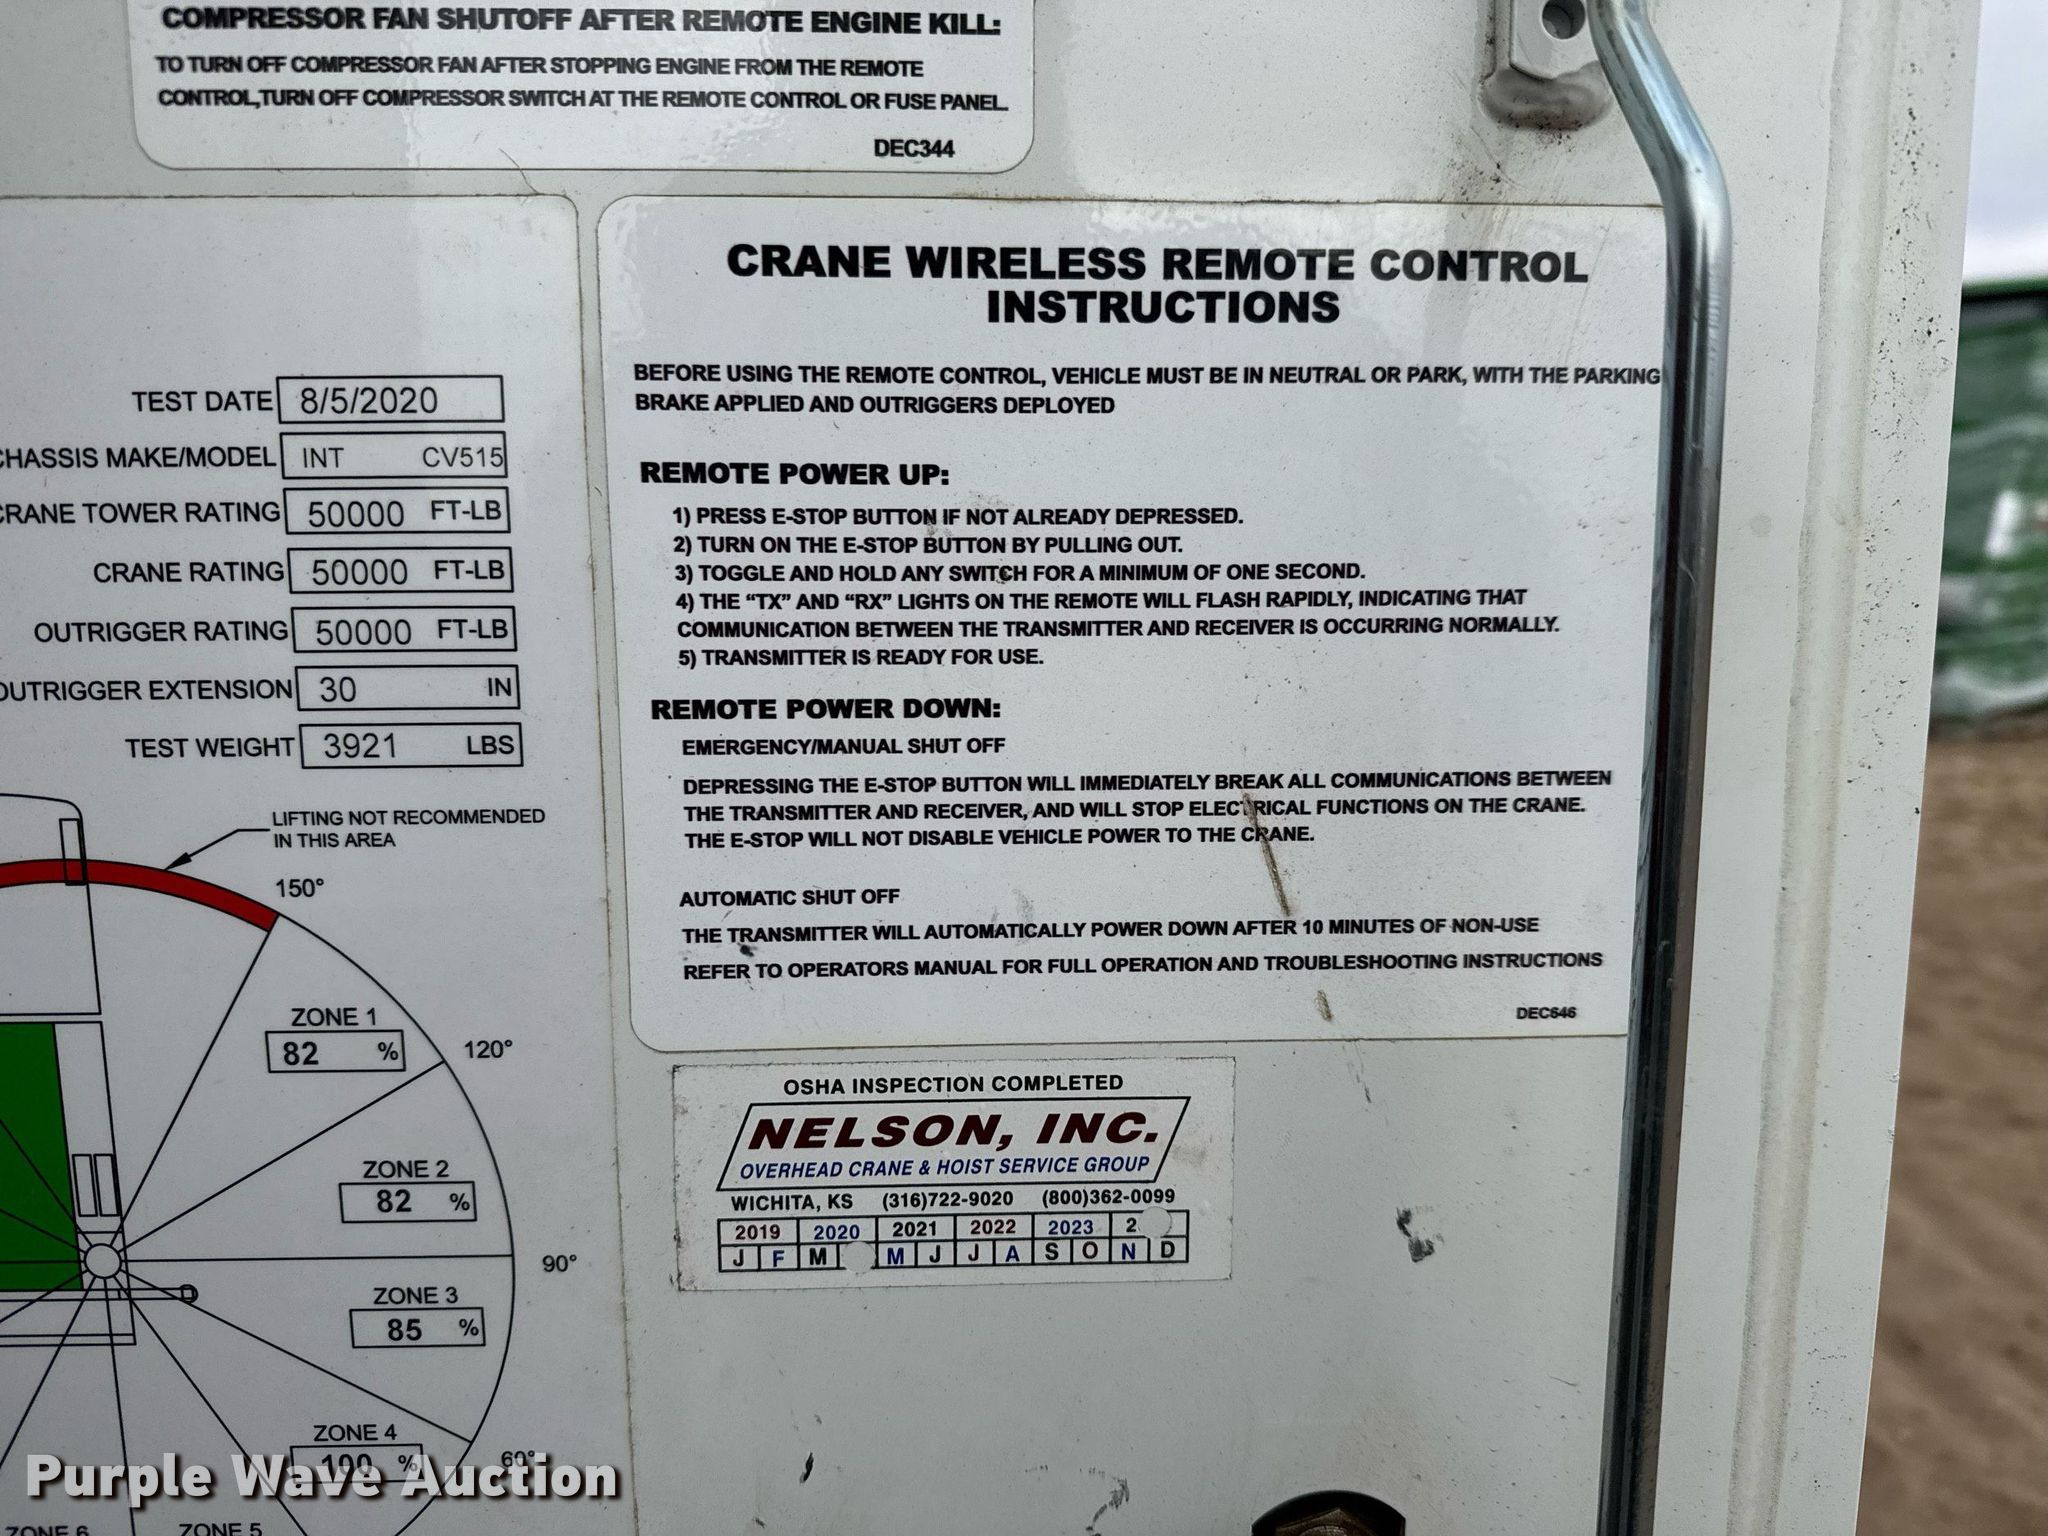 COMPRESSOR FAN SHUTOFF AFTER REMOTE ENGINE KILL:
TO TURN OFF COMPRESSOR FAN AFTER STOPPING ENGINE FROM THE REMOTE
CONTROL,TURN OFF COMPRESSOR SWITCH AT THE REMOTE CONTROL OR FUSE PANEL.
DEC344
TEST DATE 8/5/2020
CHASSIS MAKE/MODEL INT CV515
CRANE TOWER RATING 50000 FT-LB
CRANE RATING 50000 FT-LB
OUTRIGGER RATING 50000 FT-LB
OUTRIGGER EXTENSION 30 IN
TEST WEIGHT 3921 LBS
LIFTING NOT RECOMMENDED
IN THIS AREA
150°
ZONE 1
82 %
120°
ZONE 2
82 %
90°
ZONE 3
85 %
ZONE 4
100 %
60°
ZONE 6
ZONE 5
CRANE WIRELESS REMOTE CONTROL
INSTRUCTIONS
BEFORE USING THE REMOTE CONTROL, VEHICLE MUST BE IN NEUTRAL OR PARK, WITH THE PARKING
BRAKE APPLIED AND OUTRIGGERS DEPLOYED
REMOTE POWER UP:
1) PRESS E-STOP BUTTON IF NOT ALREADY DEPRESSED.
2) TURN ON THE E-STOP BUTTON BY PULLING OUT.
3) TOGGLE AND HOLD ANY SWITCH FOR A MINIMUM OF ONE SECOND.
4) THE “TX” AND “RX” LIGHTS ON THE REMOTE WILL FLASH RAPIDLY, INDICATING THAT
COMMUNICATION BETWEEN THE TRANSMITTER AND RECEIVER IS OCCURRING NORMALLY.
5) TRANSMITTER IS READY FOR USE.
REMOTE POWER DOWN:
EMERGENCY/MANUAL SHUT OFF
DEPRESSING THE E-STOP BUTTON WILL IMMEDIATELY BREAK ALL COMMUNICATIONS BETWEEN
THE TRANSMITTER AND RECEIVER, AND WILL STOP ELECTRICAL FUNCTIONS ON THE CRANE.
THE E-STOP WILL NOT DISABLE VEHICLE POWER TO THE CRANE.
AUTOMATIC SHUT OFF
THE TRANSMITTER WILL AUTOMATICALLY POWER DOWN AFTER 10 MINUTES OF NON-USE
REFER TO OPERATORS MANUAL FOR FULL OPERATION AND TROUBLESHOOTING INSTRUCTIONS
DEC646
OSHA INSPECTION COMPLETED
NELSON, INC.
OVERHEAD CRANE & HOIST SERVICE GROUP
WICHITA, KS (316)722-9020 (800)362-0099
2019 2020 2021 2022 2023 2
J F M M J J A S O N D
Purple Wave Auction